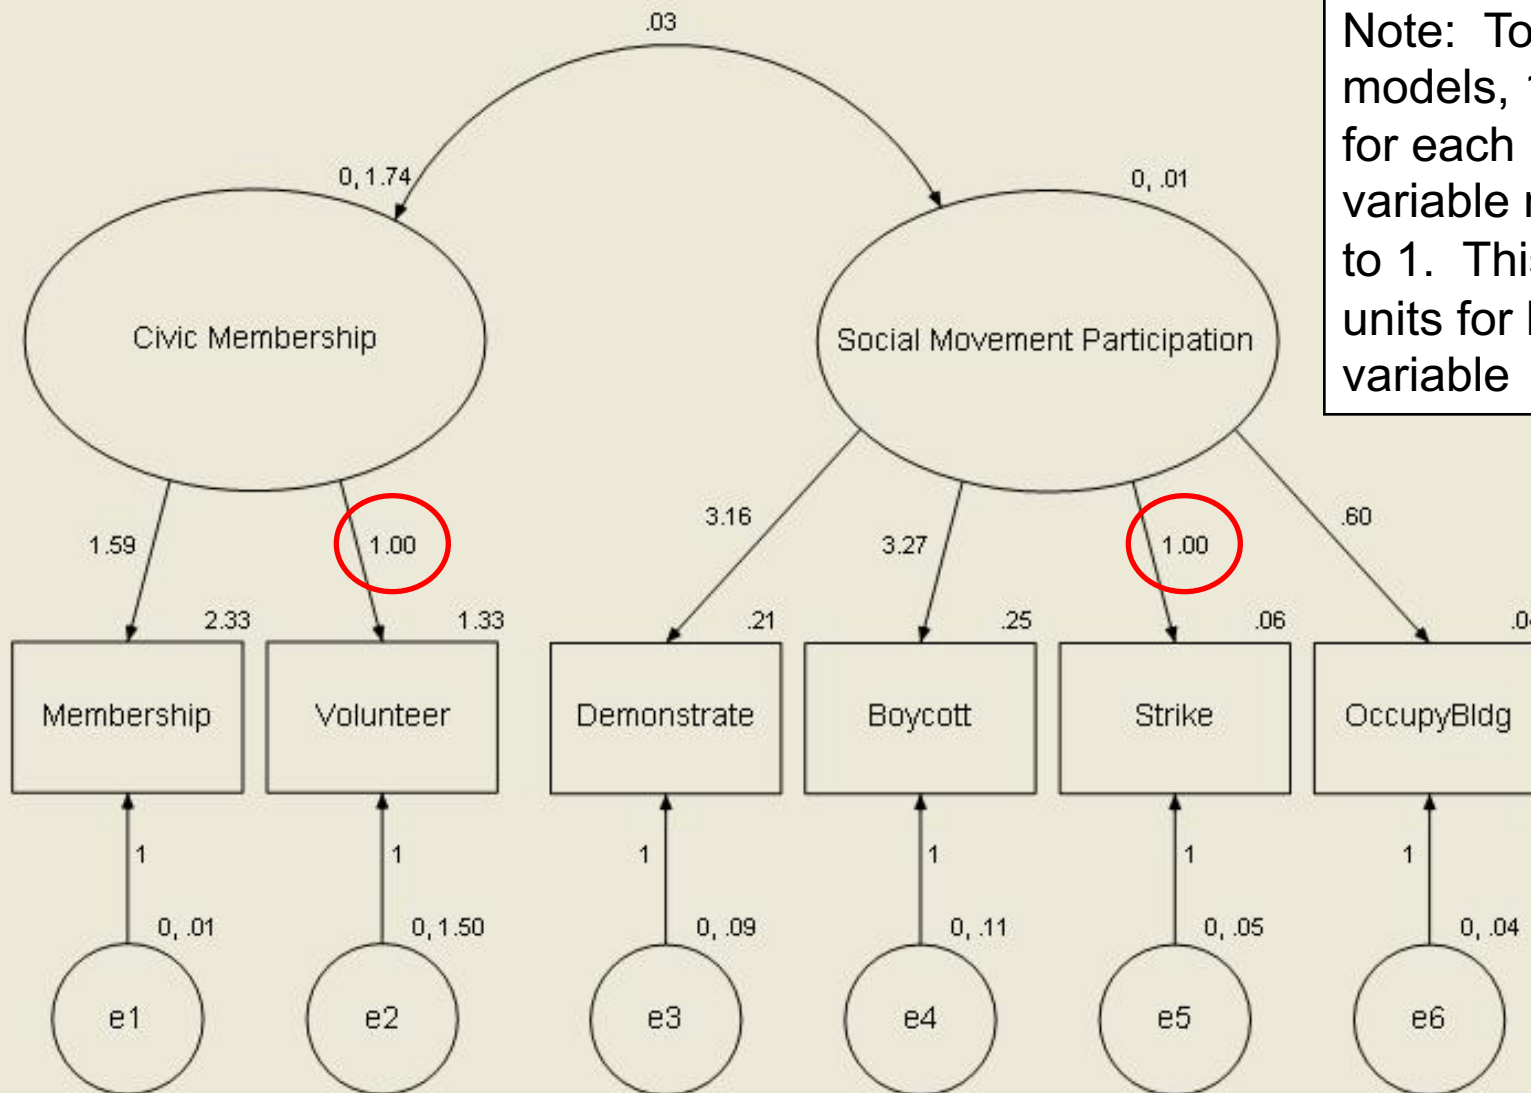 .03
Note: To
models,
for each
variable
to 1. This
units for
variable
0, 1.74
0, .01
Civic Membership
Social Movement Participation
1.59
1.00
3.16
3.27
1.00
.60
2.33
1.33
.21
.25
.06
Membership
Volunteer
Demonstrate
Boycott
Strike
OccupyBldg
1
1
1
1
1
1
0, .01
0, 1.50
0, .09
0, .11
0, .05
0, .04
e1
e2
e3
e4
e5
e6